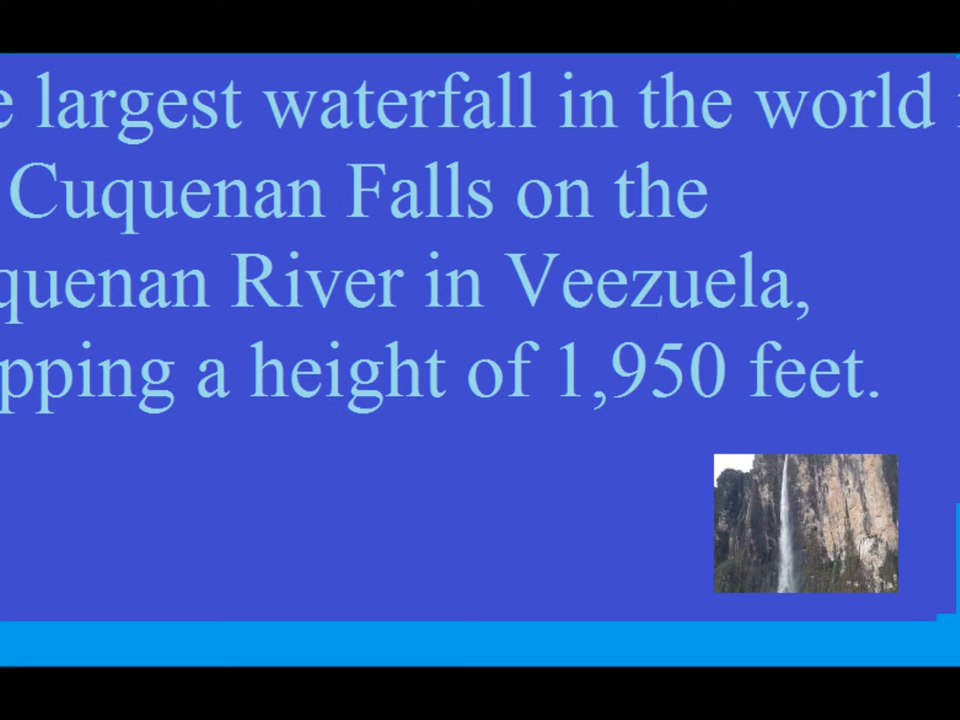 e largest waterfall in the world
Cuquenan Falls on the
quenan River in Veezuela,
pping a height of 1,950 feet.